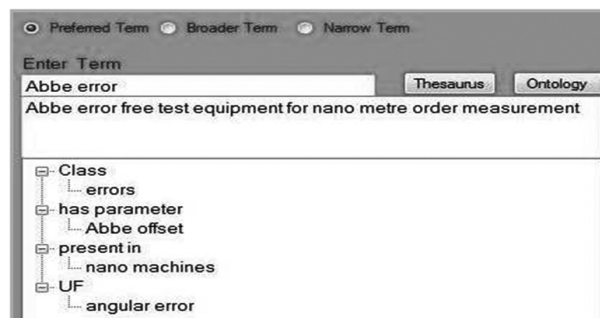 Preferred Term Broader Term Narrow Term
Enter Term
Abbe error Thesaurus Ontology
Abbe error free test equipment for nano metre order measurement
Class
errors
has parameter
Abbe offset
present in
nano machines
UF
angular error